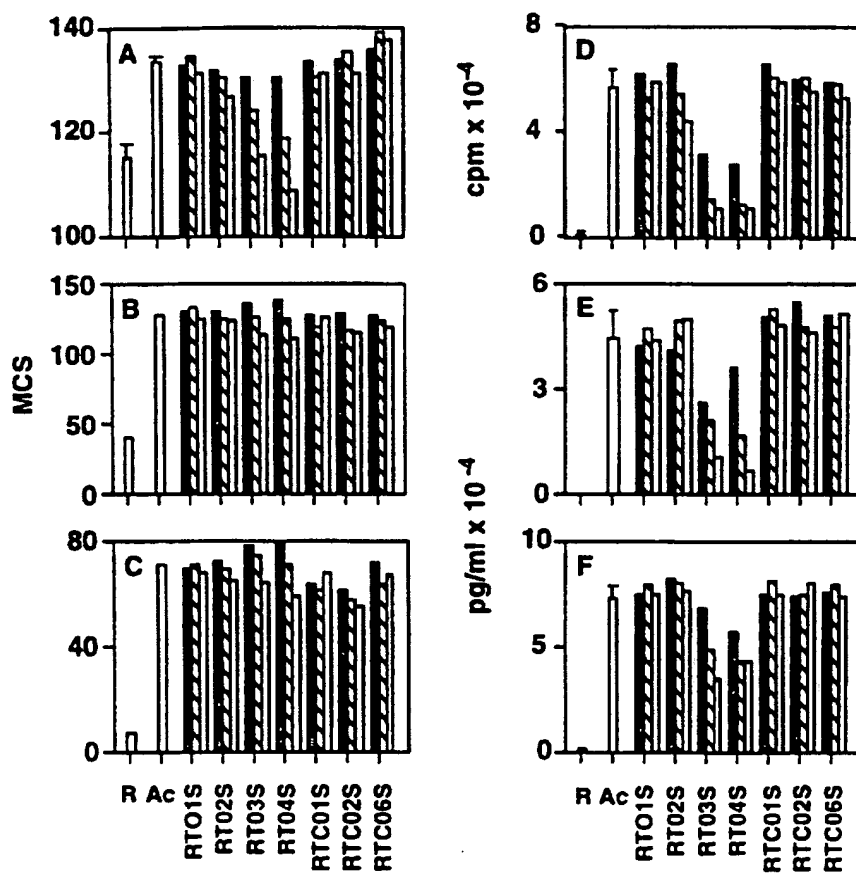 A
140
120
100
B
150
100
50
0
MCS
C
80
40
0
R Ac RTO1S RT02S RT03S RT04S RTC01S RTC02S RTC06S
D
8
4
0
cpm x 10⁻⁴
E
6
3
0
pg/ml x 10⁻⁴
F
10
5
0
R Ac RTO1S RT02S RT03S RT04S RTC01S RTC02S RTC06S